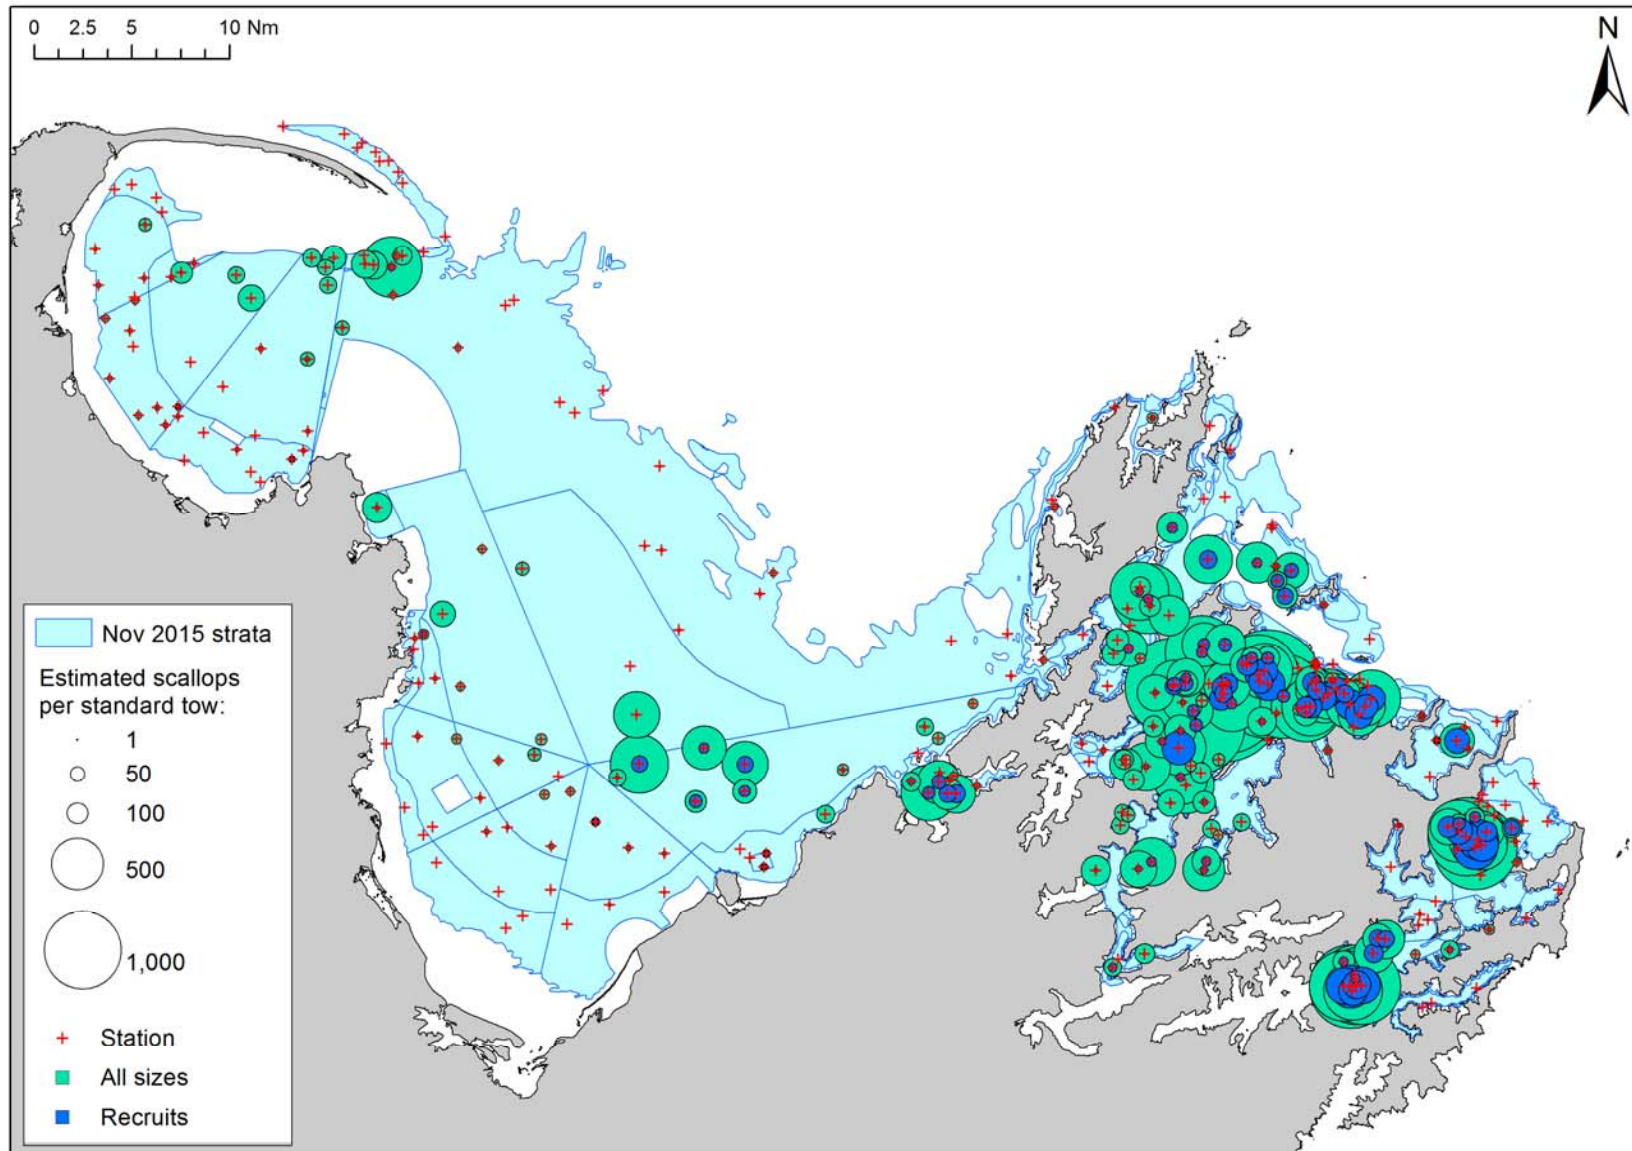 0 2.5 5 10 Nm
N
Nov 2015 strata
Estimated scallops
per standard tow:
1
50
100
500
1,000
Station
All sizes
Recruits